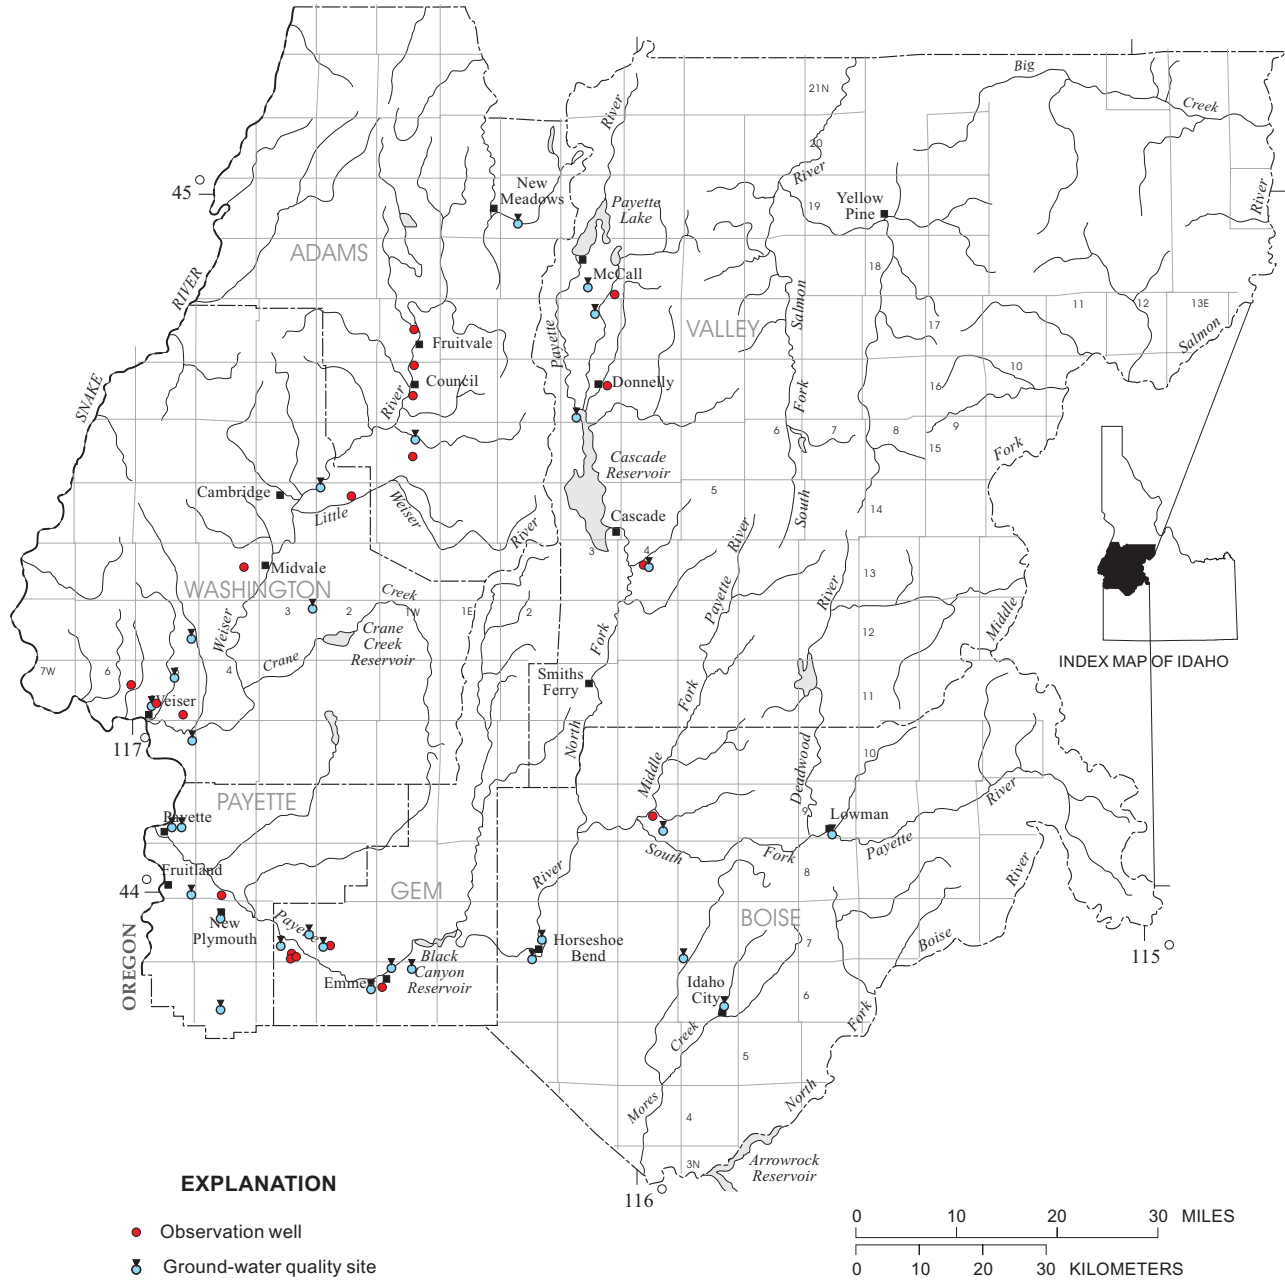 Big
Creek
21N
River
20
River
45
New
Meadows
Payette
Lake
Yellow
Pine
19
River
ADAMS
McCall
18
RIVER
Salmon
11
12
13E
VALLEY
17
Salmon
Fruitvale
Payette
10
Council
Donnelly
16
SNAKE
River
Fork
6
7
8
9
15
Fork
Cascade
Reservoir
Cambridge
Little
Weiser
River
5
South
14
Cascade
River
3
4
Midvale
13
WASHINGTON
Creek
Payette
River
3
2
1W
1E
2
Weiser
Crane
Creek
Reservoir
Fork
12
Middle
Crane
7W
6
5
4
INDEX MAP OF IDAHO
Smiths
Ferry
Fork
11
Weiser
117
North
10
Middle
Deadwood
River
PAYETTE
9
Lowman
Payette
South
Fork
Payette
Fruitland
44
River
8
River
GEM
BOISE
New
Plymouth
Payette
OREGON
Black
Canyon
Reservoir
Horseshoe
Bend
7
Boise
115
Emmett
Idaho
City
6
Creek
Fork
5
Mores
North
4
3N
Arrowrock
Reservoir
116
EXPLANATION
Observation well
Ground-water quality site
0 10 20 30 MILES
0 10 20 30 KILOMETERS